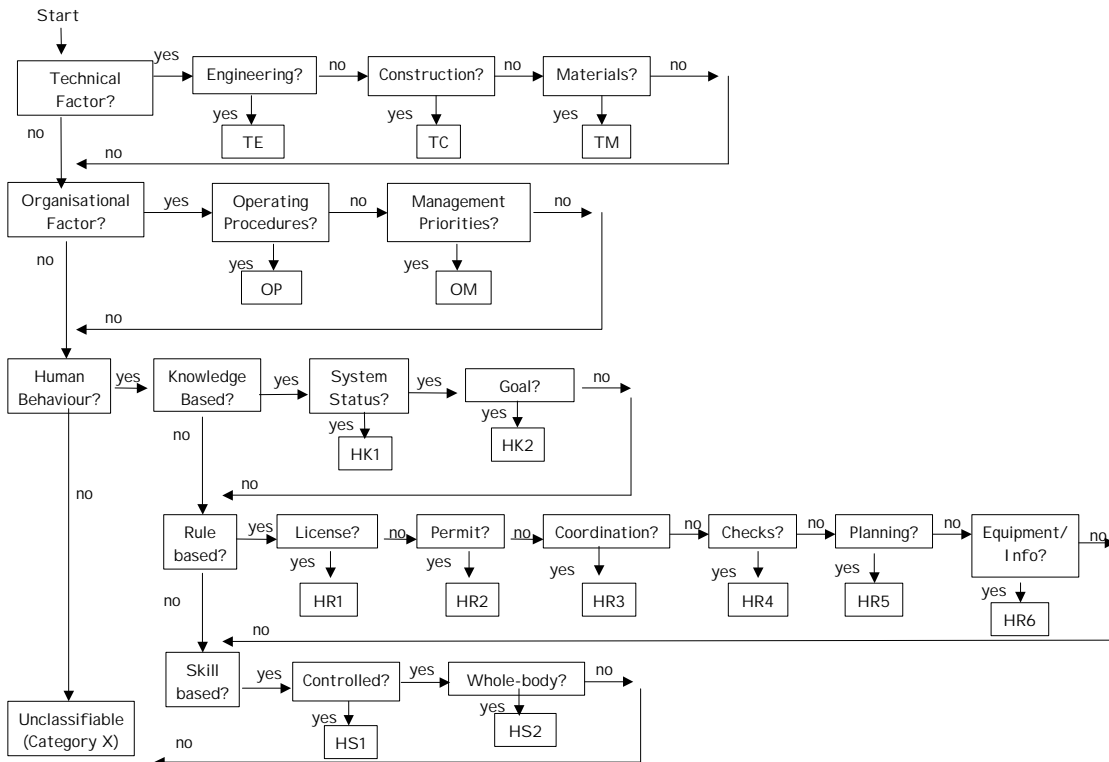 Start
yes
Technical
Factor?
Engineering?
no
Construction?
no
Materials?
no
yes
yes
yes
no
TE
TC
TM
no
Organisational
Factor?
yes
Operating
Procedures?
no
Management
Priorities?
no
no
yes
yes
OP
OM
no
Human
Behaviour?
yes
Knowledge
Based?
yes
System
Status?
yes
Goal?
no
yes
yes
no
HK1
HK2
no
no
Rule
based?
yes
License?
no
Permit?
no
Coordination?
no
Checks?
no
Planning?
no
Equipment/
Info?
no
yes
yes
yes
yes
yes
yes
no
HR1
HR2
HR3
HR4
HR5
HR6
no
Skill
based?
yes
Controlled?
yes
Whole-body?
no
yes
yes
HS1
HS2
Unclassifiable
(Category X)
no